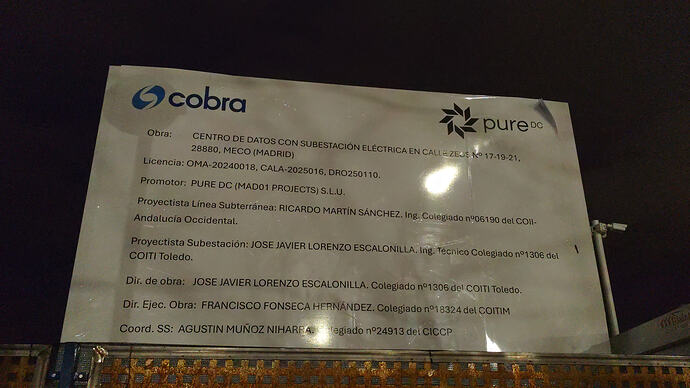 cobra
pure DC
Obra: CENTRO DE DATOS CON SUBESTACIÓN ELÉCTRICA EN CALLE ZEUS Nº 17-19-21,
28880, MECO (MADRID)
Licencia: OMA-20240018, CALA-2025016, DRO250110.
Promotor: PURE DC (MAD01 PROJECTS) S.L.U.
Proyectista Línea Subterránea: RICARDO MARTÍN SÁNCHEZ. Ing. Colegiado nº06190 del COII-
Andalucía Occidental.
Proyectista Subestación: JOSE JAVIER LORENZO ESCALONILLA. Ing. Técnico Colegiado nº1306 del
COITI Toledo.
Dir. de obra: JOSE JAVIER LORENZO ESCALONILLA. Colegiado nº1306 del COITI Toledo.
Dir. Ejec. Obra: FRANCISCO FONSECA HERNÁNDEZ. Colegiado nº18324 del COITIM
Coord. SS: AGUSTIN MUÑOZ NIHARRA. Colegiado nº24913 del CICCP